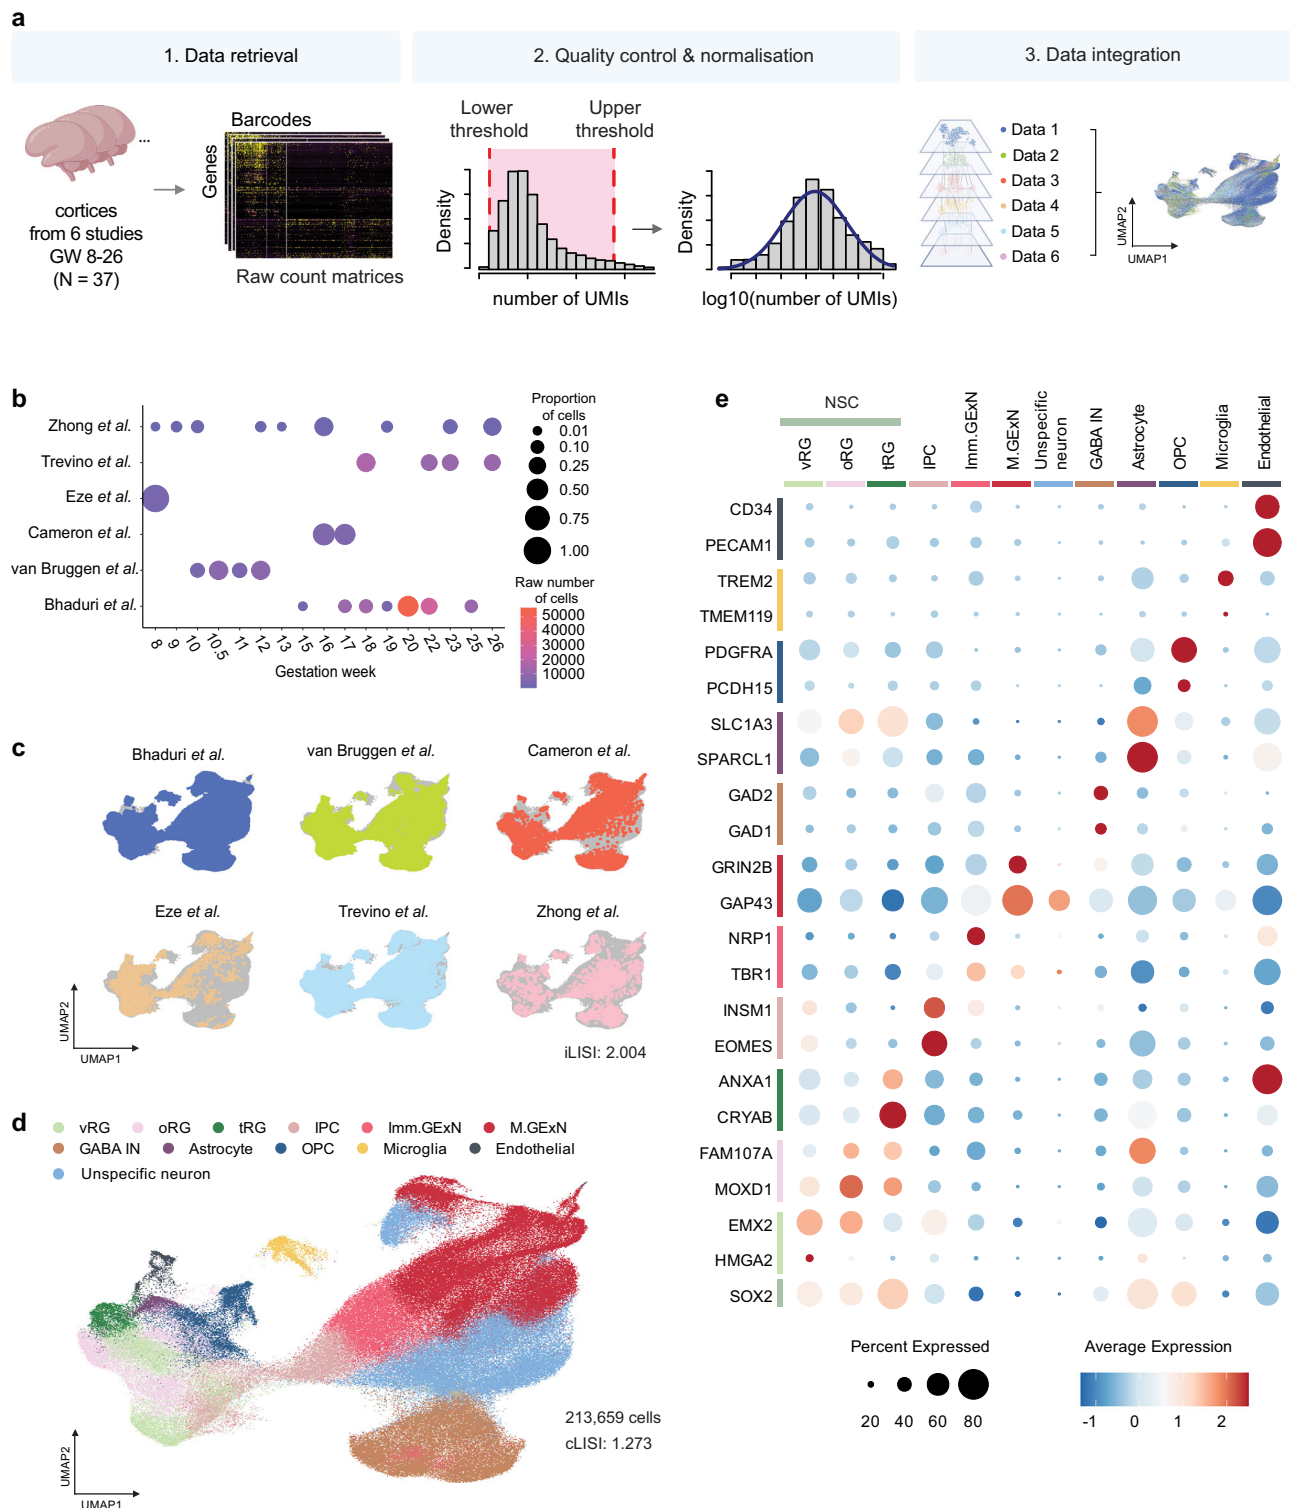 a
1. Data retrieval
2. Quality control & normalisation
3. Data integration
...
cortices
from 6 studies
GW 8-26
(N = 37)
Barcodes
Genes
Raw count matrices
Lower
threshold
Upper
threshold
Density
number of UMIs
Density
log10(number of UMIs)
Data 1
Data 2
Data 3
Data 4
Data 5
Data 6
UMAP2
UMAP1
b
Zhong et al.
Trevino et al.
Eze et al.
Cameron et al.
van Bruggen et al.
Bhaduri et al.
8 9 10 10.5 11 12 13 15 16 17 18 19 20 22 23 25 26
Gestation week
Proportion
of cells
0.01
0.10
0.25
0.50
0.75
1.00
Raw number
of cells
50000
40000
30000
20000
10000
c
Bhaduri et al.
van Bruggen et al.
Cameron et al.
Eze et al.
Trevino et al.
Zhong et al.
UMAP2
UMAP1
iLISI: 2.004
d
vRG oRG tRG IPC Imm.GExN M.GExN
GABA IN Astrocyte OPC Microglia Endothelial
Unspecific neuron
213,659 cells
cLISI: 1.273
UMAP2
UMAP1
e
NSC
vRG
oRG
tRG
IPC
Imm.GExN
M.GExN
Unspecific
neuron
GABA IN
Astrocyte
OPC
Microglia
Endothelial
CD34
PECAM1
TREM2
TMEM119
PDGFRA
PCDH15
SLC1A3
SPARCL1
GAD2
GAD1
GRIN2B
GAP43
NRP1
TBR1
INSM1
EOMES
ANXA1
CRYAB
FAM107A
MOXD1
EMX2
HMGA2
SOX2
Percent Expressed
20 40 60 80
Average Expression
-1 0 1 2